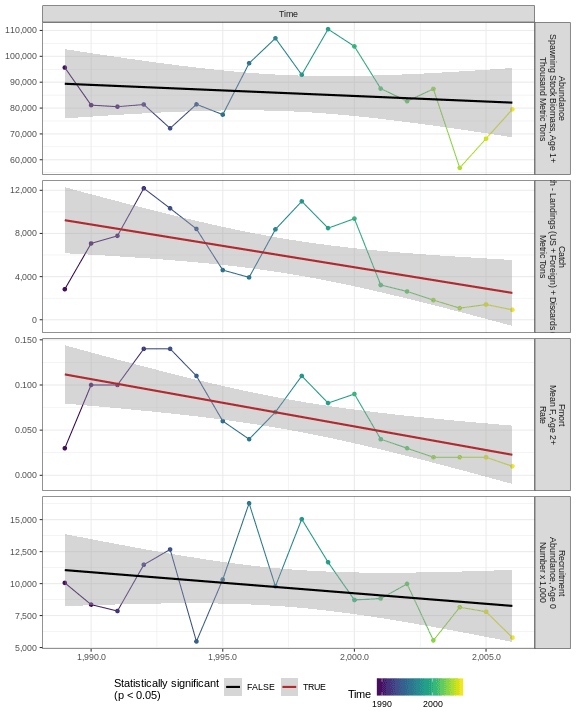 Time
110,000
100,000
90,000
80,000
70,000
60,000
Abundance
Spawning Stock Biomass, Age 1+
Thousand Metric Tons
12,000
8,000
4,000
0
Catch
h - Landings (US + Foreign) + Discards
Metric Tons
0.150
0.100
0.050
0.000
Fmort
Mean F, Age 2+
Rate
15,000
12,500
10,000
7,500
5,000
Recruitment
Abundance, Age 0
Number x 1,000
1,990.0
1,995.0
2,000.0
2,005.0
Statistically significant
(p < 0.05)
FALSE
TRUE
Time
1990
2000